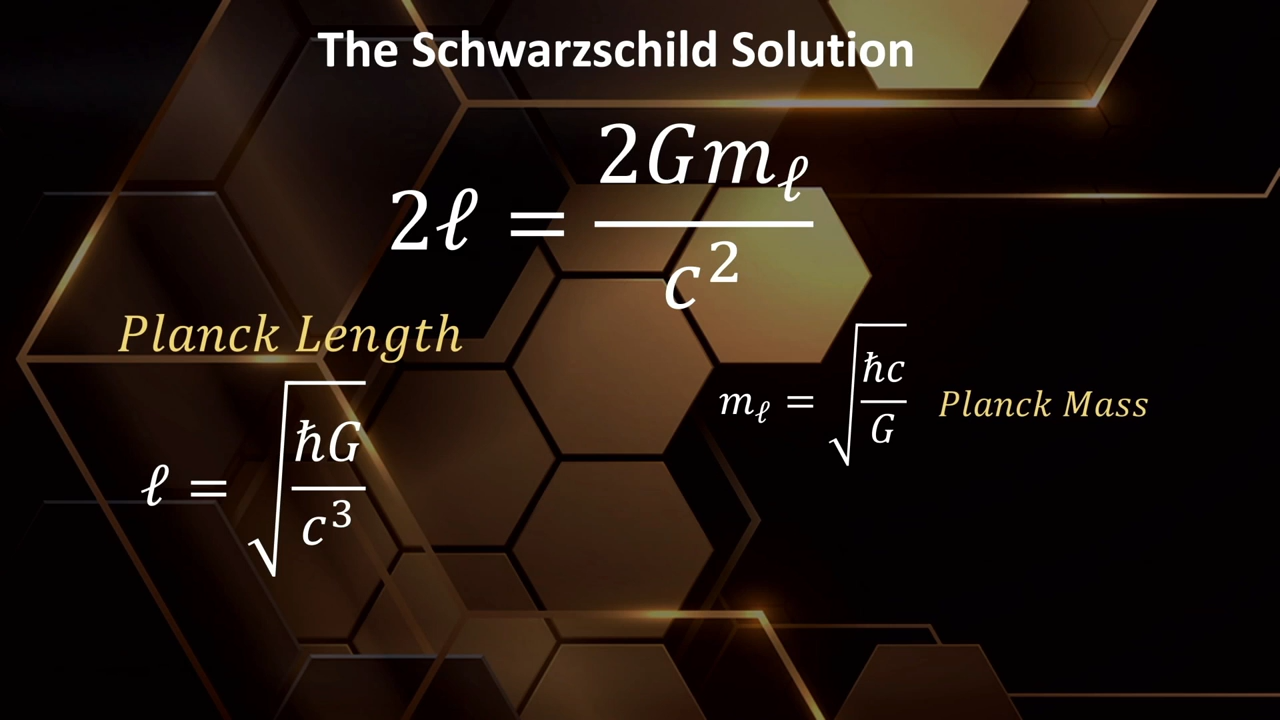 The Schwarzschild Solution
2ℓ = 2Gm_ℓ / c²
Planck Length
ℓ = √(ħG / c³)
m_ℓ = √(ħc / G) Planck Mass